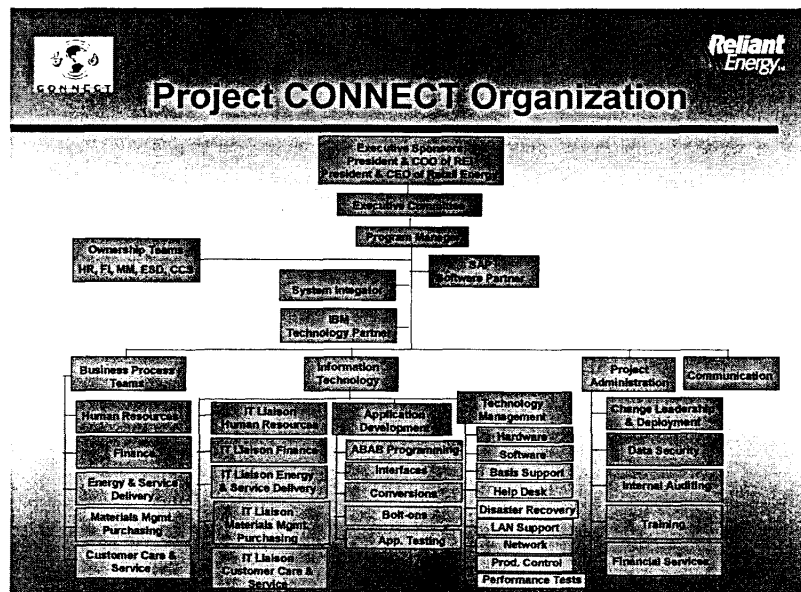 CONNECT
Reliant
Energy
Project CONNECT Organization
Executive Sponsors
President & COO of REI
President & CEO of Retail Energy
Executive Committee
Program Manager
Ownership Teams
HR, FI, MM, ESD, CCS
SAP
Software Partner
System Integator
IBM
Technology Partner
Business Process
Teams
Human Resources
Finance
Energy & Service
Delivery
Materials Mgmt.
Purchasing
Customer Care &
Service
Information
Technology
IT Liaison
Human Resources
IT Liaison Finance
IT Liaison Energy
& Service Delivery
IT Liaison
Materials Mgmt.
Purchasing
IT Liaison
Customer Care &
Service
Application
Development
ABAB Programming
Interfaces
Conversions
Bolt-ons
App. Testing
Technology
Management
Hardware
Software
Basis Support
Help Desk
Disaster Recovery
LAN Support
Network
Prod. Control
Performance Tests
Project
Administration
Change Leadership
& Deployment
Data Security
Internal Auditing
Training
Financial Services
Communication